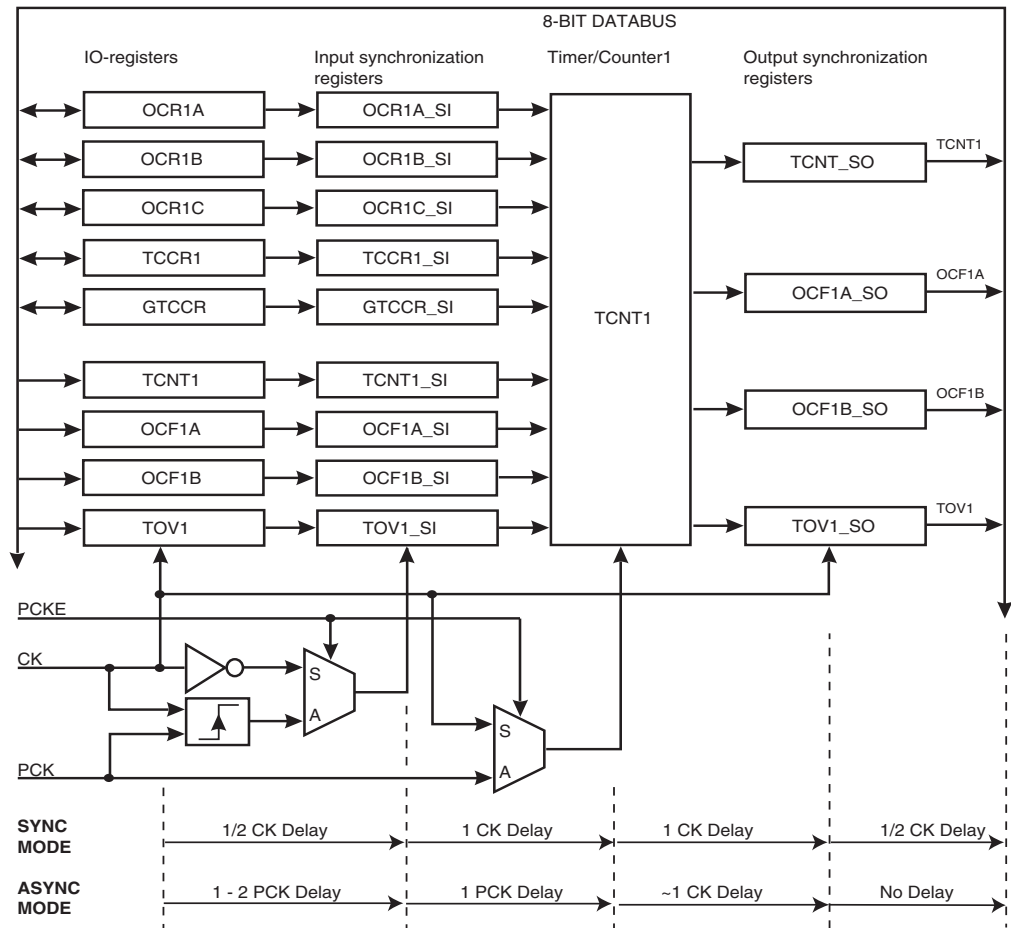 8-BIT DATABUS
IO-registers
Input synchronization
registers
Timer/Counter1
Output synchronization
registers
OCR1A
OCR1A_SI
OCR1B
OCR1B_SI
TCNT_SO
TCNT1
OCR1C
OCR1C_SI
TCCR1
TCCR1_SI
GTCCR
GTCCR_SI
OCF1A_SO
OCF1A
TCNT1
TCNT1
TCNT1_SI
OCF1A
OCF1A_SI
OCF1B_SO
OCF1B
OCF1B
OCF1B_SI
TOV1
TOV1_SI
TOV1_SO
TOV1
PCKE
CK
S
A
S
A
PCK
SYNC
MODE
1/2 CK Delay
1 CK Delay
1 CK Delay
1/2 CK Delay
ASYNC
MODE
1 - 2 PCK Delay
1 PCK Delay
~1 CK Delay
No Delay